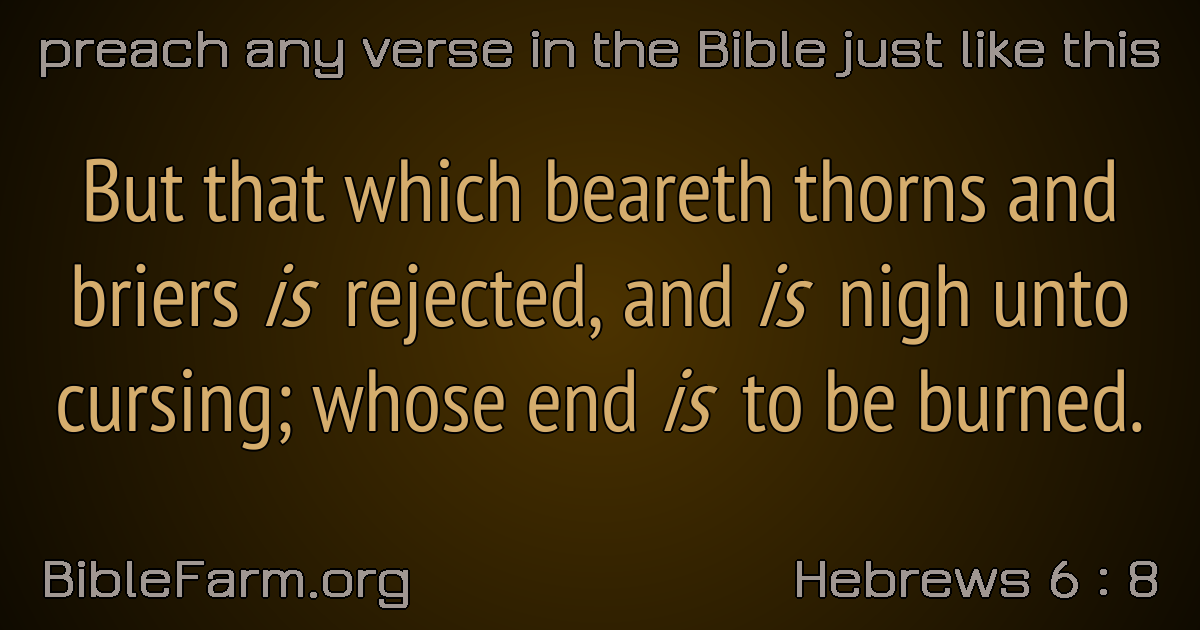 preach any verse in the Bible just like this
But that which beareth thorns and
briers is rejected, and is nigh unto
cursing; whose end is to be burned.
BibleFarm.org
Hebrews 6 : 8